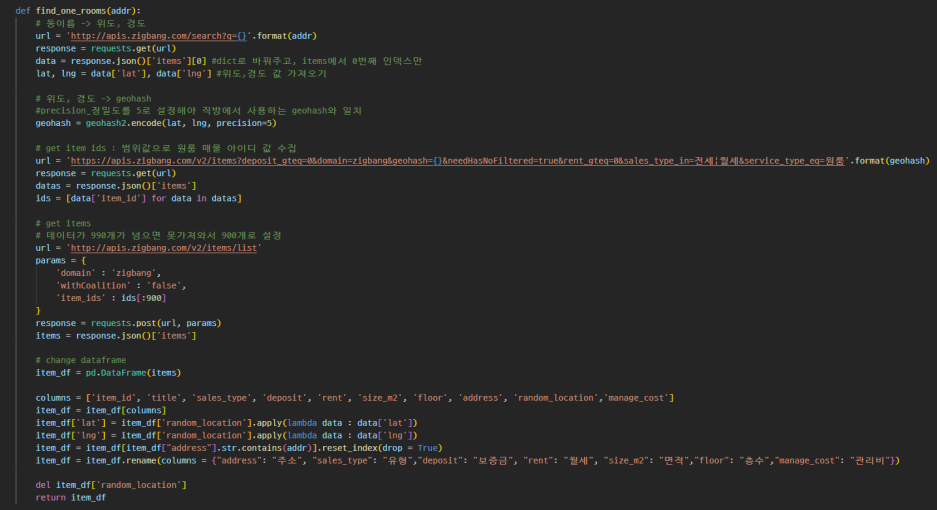 def find_one_rooms(addr):
    # 동이름 -> 위도, 경도
    url = 'http://apis.zigbang.com/search?q={}'.format(addr)
    response = requests.get(url)
    data = response.json()['items'][0] #dict로 바꿔주고, items에서 0번째 인덱스만
    lat, lng = data['lat'], data['lng'] #위도,경도 값 가져오기

    # 위도, 경도 -> geohash
    #precision_정밀도를 5로 설정해야 직방에서 사용하는 geohash와 일치
    geohash = geohash2.encode(lat, lng, precision=5)

    # get item ids : 범위값으로 원룸 매물 아이디 값 수집
    url = 'https://apis.zigbang.com/v2/items?deposit_gteq=0&domain=zigbang&geohash={}&needHasNoFiltered=true&rent_gteq=0&sales_type_in=전세|월세&service_type_eq=원룸'.format(geohash)
    response = requests.get(url)
    datas = response.json()['items']
    ids = [data['item_id'] for data in datas]

    # get items
    # 데이터가 990개가 넘으면 못가져와서 900개로 설정
    url = 'http://apis.zigbang.com/v2/items/list'
    params = {
        'domain' : 'zigbang',
        'withCoalition' : 'false',
        'item_ids' : ids[:900]
    }
    response = requests.post(url, params)
    items = response.json()['items']

    # change dataframe
    item_df = pd.DataFrame(items)

    columns = ['item_id', 'title', 'sales_type', 'deposit', 'rent', 'size_m2', 'floor', 'address', 'random_location','manage_cost']
    item_df = item_df[columns]
    item_df['lat'] = item_df['random_location'].apply(lambda data : data['lat'])
    item_df['lng'] = item_df['random_location'].apply(lambda data : data['lng'])
    item_df = item_df[item_df["address"].str.contains(addr)].reset_index(drop = True)
    item_df = item_df.rename(columns = {"address": "주소", "sales_type": "유형","deposit": "보증금", "rent": "월세", "size_m2": "면적","floor": "층수","manage_cost": "관리비"})

    del item_df['random_location']
    return item_df